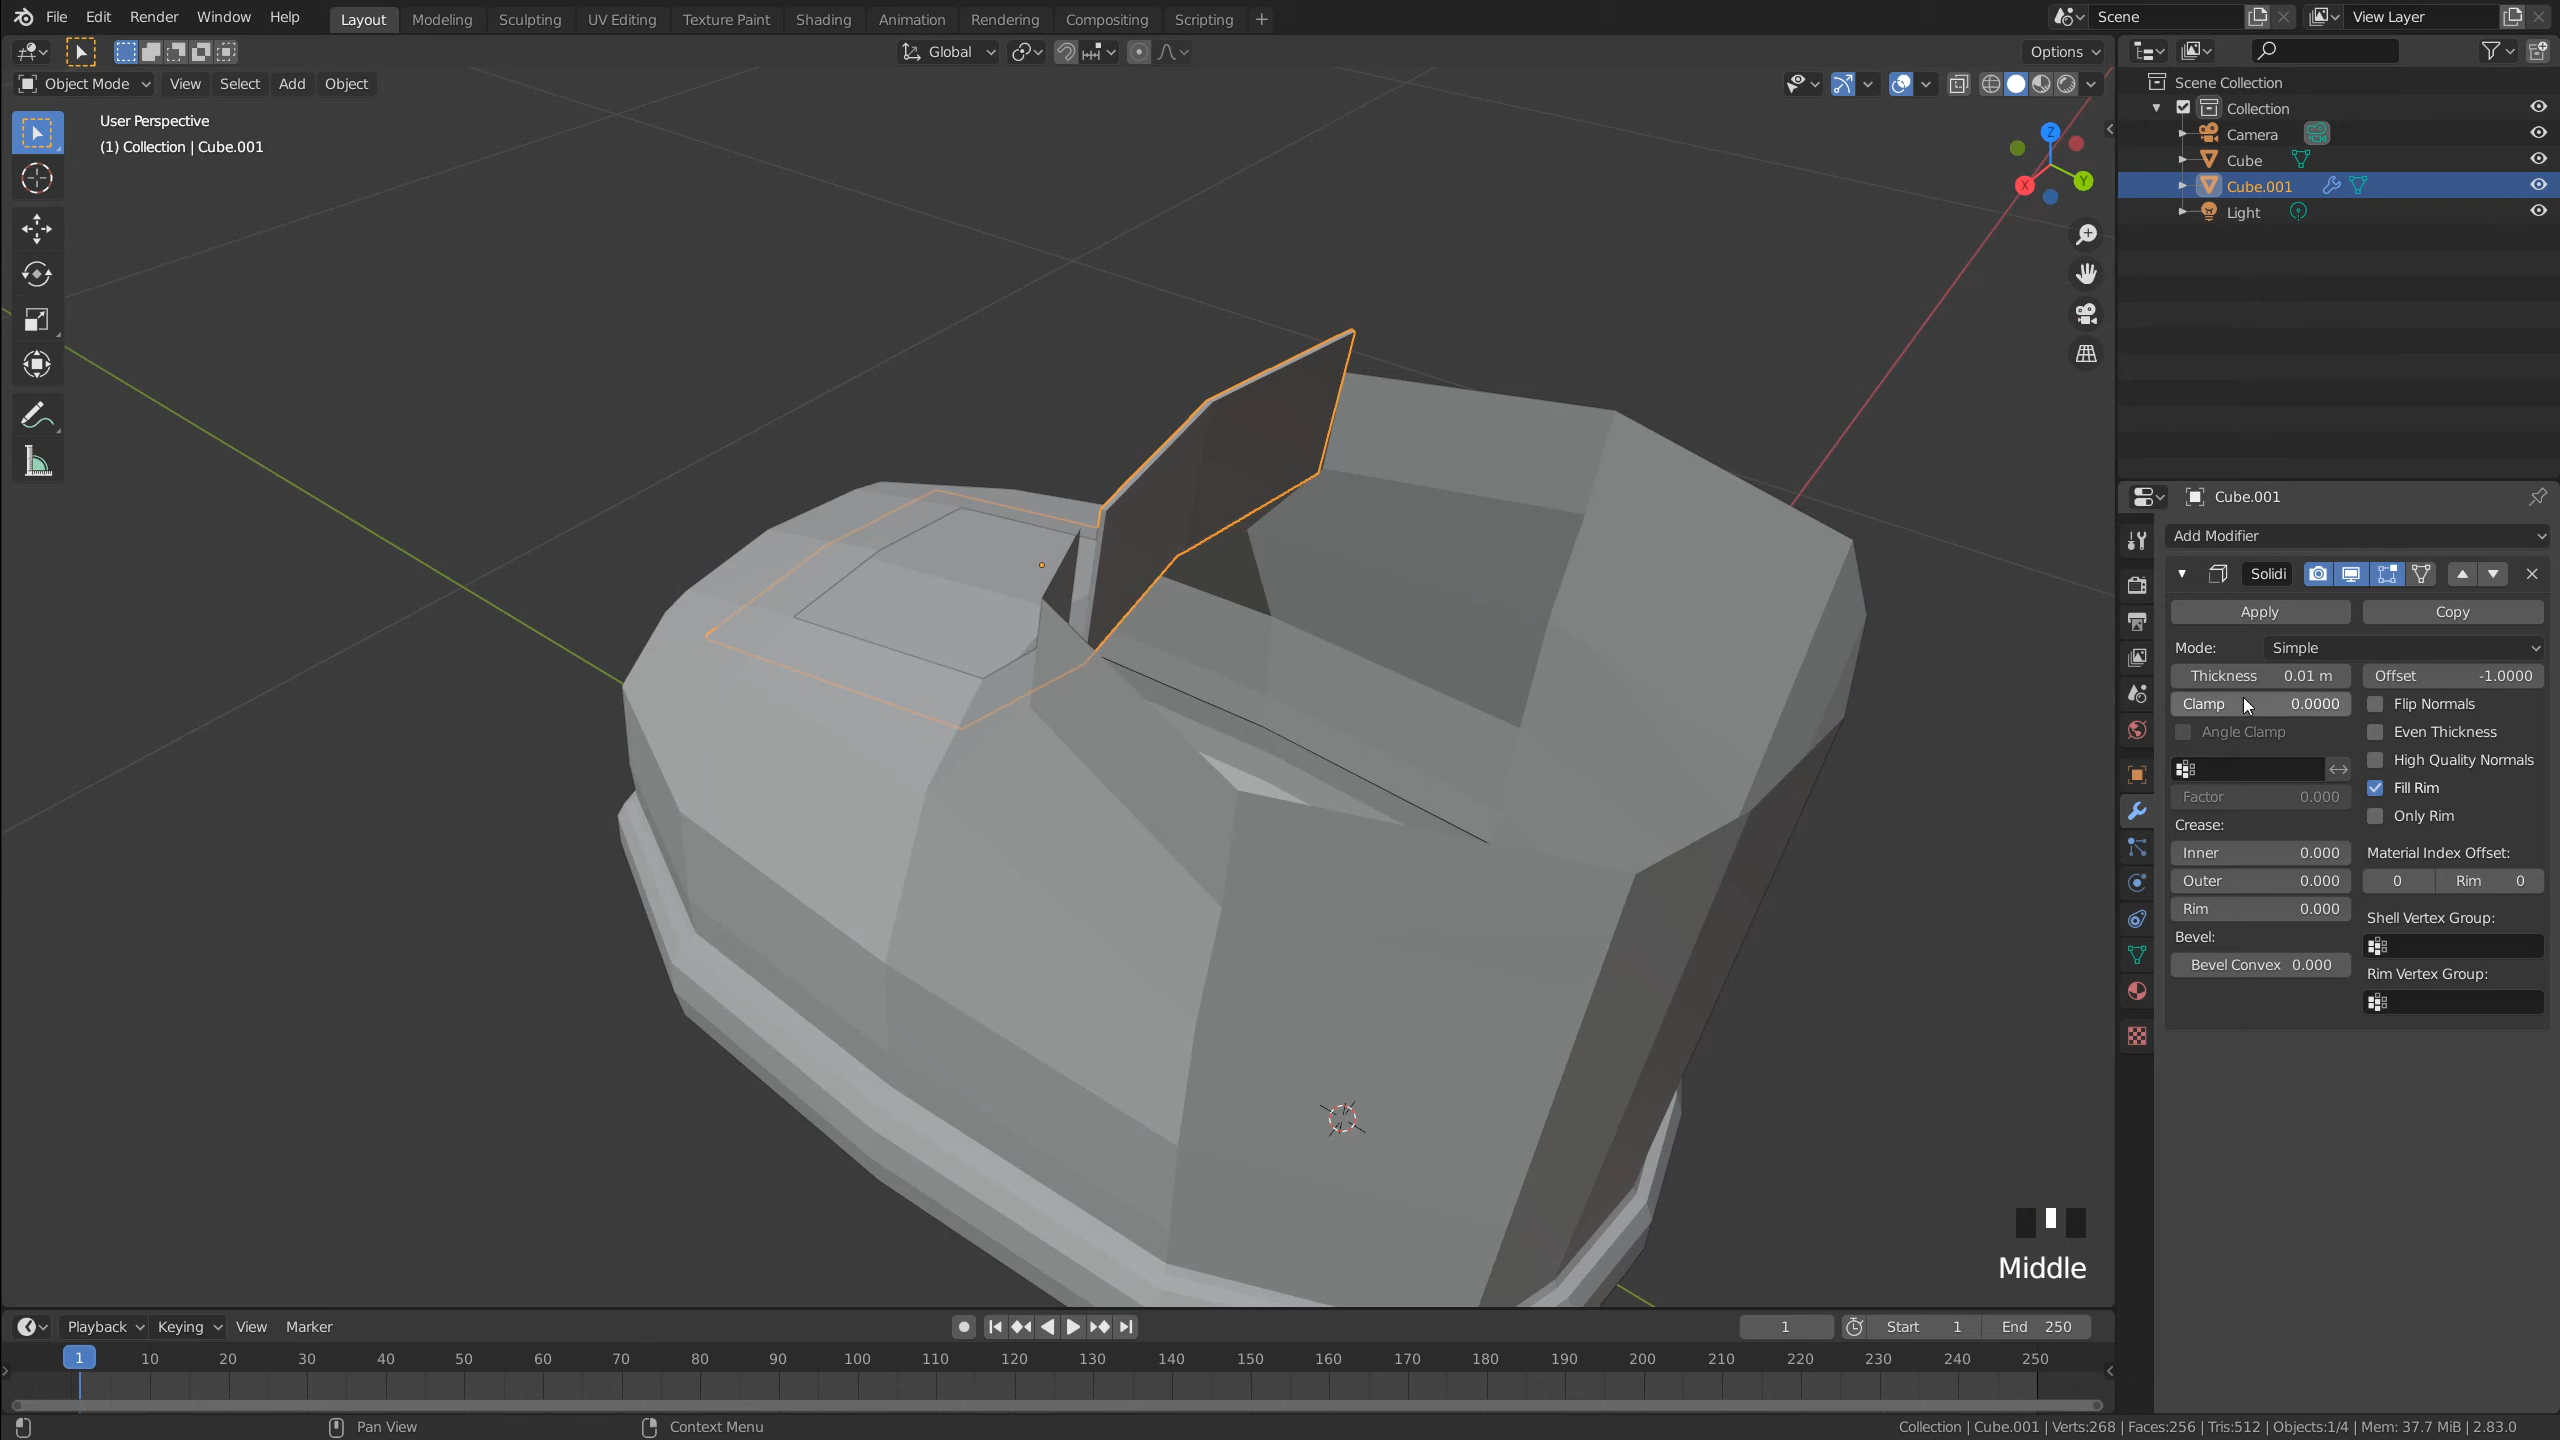 File Edit Render Window Help Layout Modeling Sculpting UV Editing Texture Paint Shading Animation Rendering Compositing Scripting + Scene View Layer
Global Options
Object Mode View Select Add Object
User Perspective
(1) Collection | Cube.001
Z
Y
X
Scene Collection
Collection
Camera
Cube
Cube.001
Light
Cube.001
Add Modifier
Solidi
Apply Copy
Mode: Simple
Thickness 0.01 m Offset -1.0000
Clamp 0.0000 Flip Normals
Angle Clamp Even Thickness
High Quality Normals
Factor 0.000 Fill Rim
Crease: Only Rim
Inner 0.000 Material Index Offset:
Outer 0.000 0 Rim 0
Rim 0.000 Shell Vertex Group:
Bevel:
Bevel Convex 0.000 Rim Vertex Group:
Middle
Playback Keying View Marker 1 Start 1 End 250
1 10 20 30 40 50 60 70 80 90 100 110 120 130 140 150 160 170 180 190 200 210 220 230 240 250
Pan View Context Menu Collection | Cube.001 | Verts:268 | Faces:256 | Tris:512 | Objects:1/4 | Mem: 37.7 MiB | 2.83.0